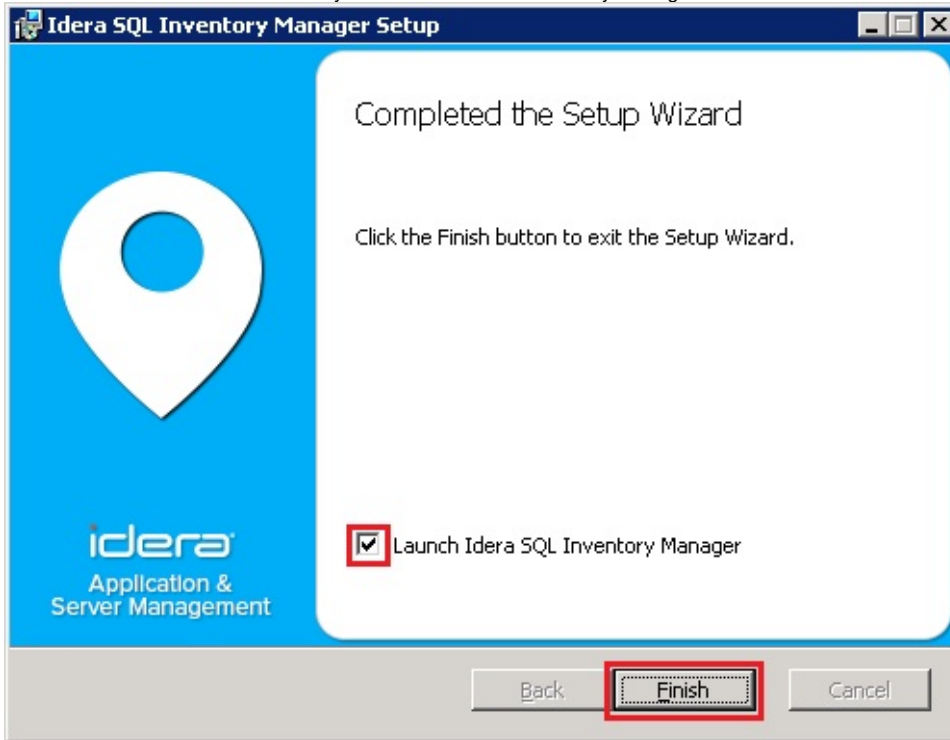 Idera SQL Inventory Manager Setup
Completed the Setup Wizard
Click the Finish button to exit the Setup Wizard.
Launch Idera SQL Inventory Manager
idera
Application &
Server Management
Back Finish Cancel